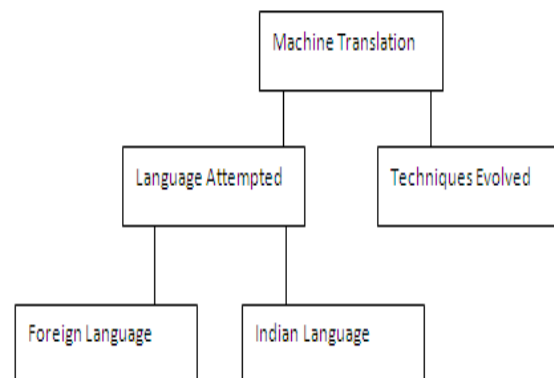 Machine Translation
Language Attempted
Techniques Evolved
Foreign Language
Indian Language